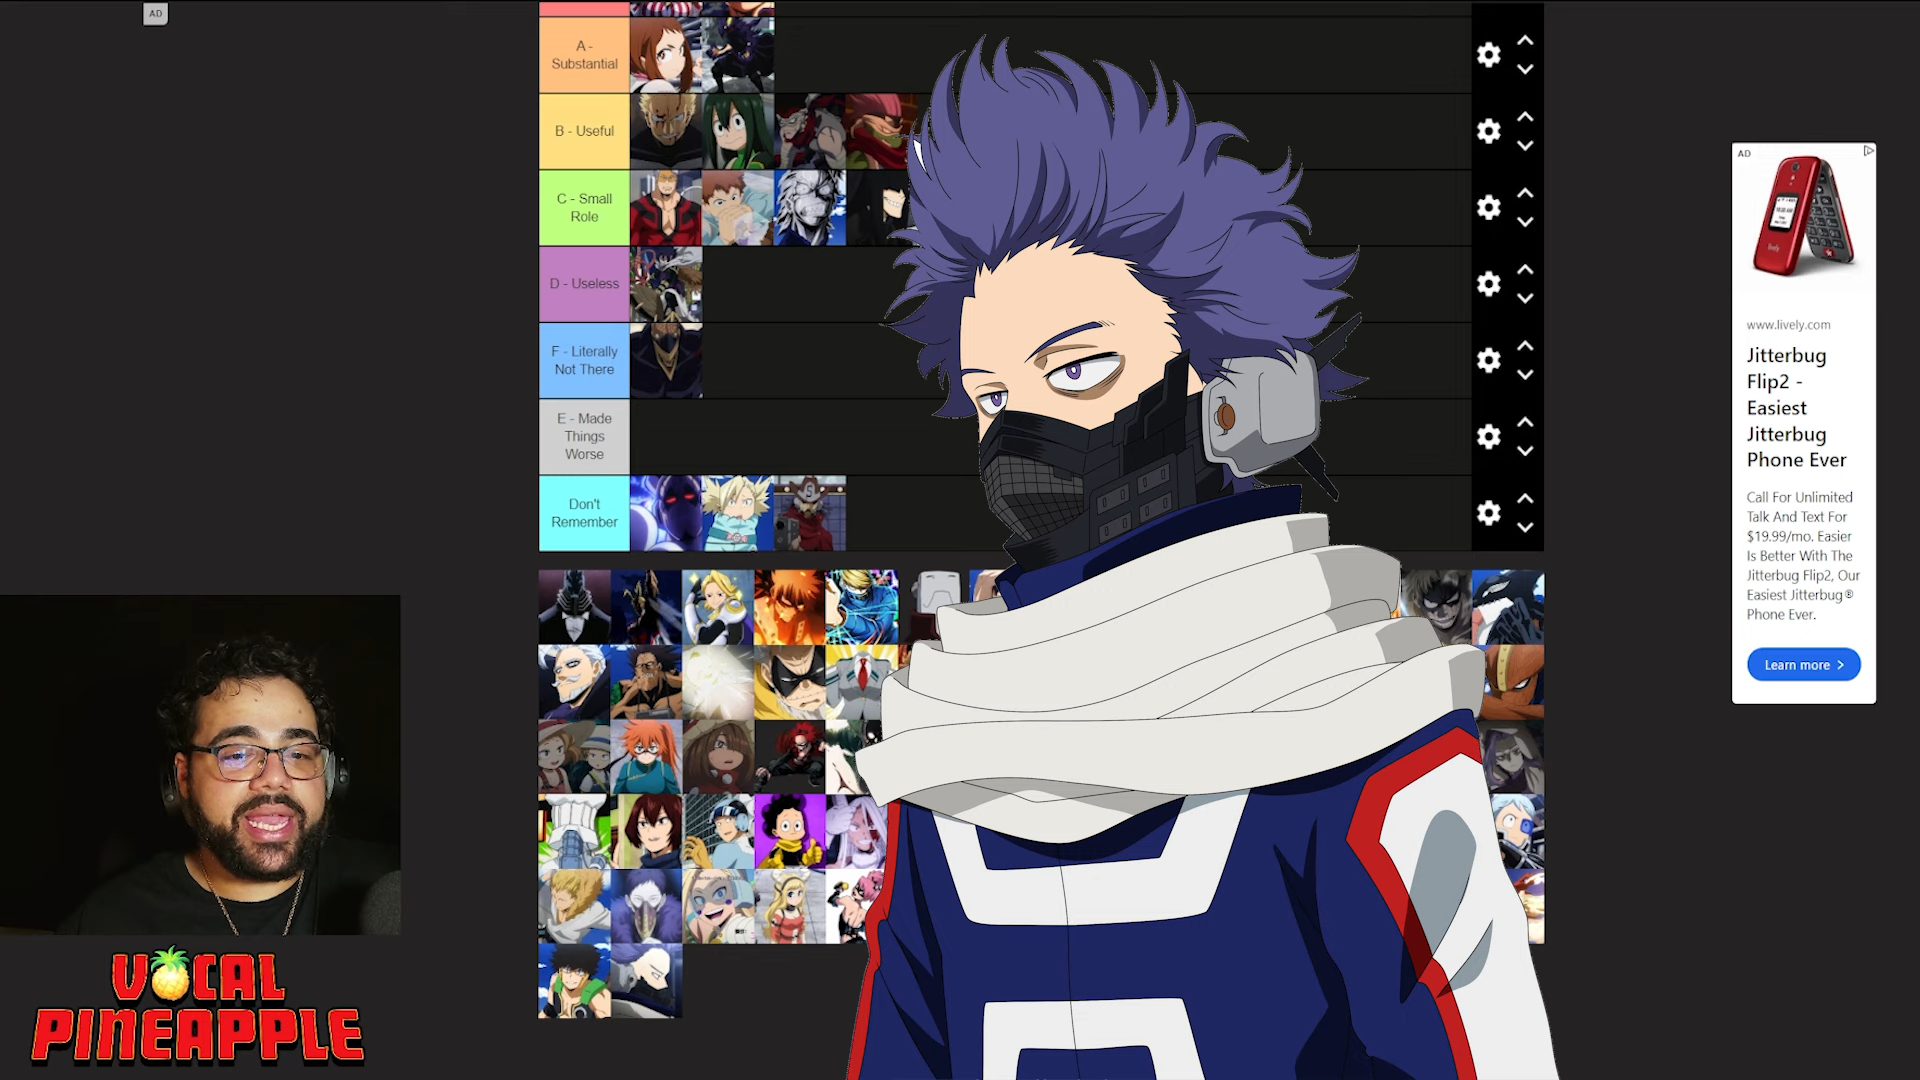 AD
A -
Substantial
B - Useful
C - Small
Role
D - Useless
F - Literally
Not There
E - Made
Things
Worse
Don't
Remember
AD
lively
www.lively.com
Jitterbug
Flip2 -
Easiest
Jitterbug
Phone Ever
Call For Unlimited
Talk And Text For
$19.99/mo. Easier
Is Better With The
Jitterbug Flip2, Our
Easiest Jitterbug®
Phone Ever.
Learn more >
VOCAL
PINEAPPLE